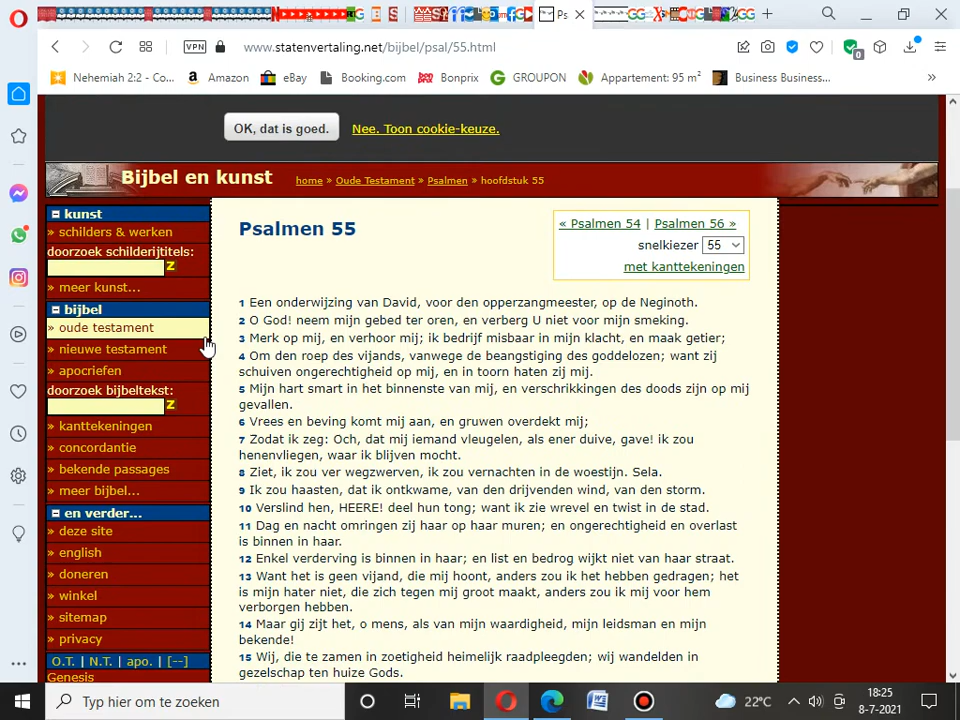 Ps
VPN www.statenvertaling.net/bijbel/psal/55.html
0
Nehemiah 2:2 - Co... Amazon eBay Booking.com Bonprix GROUPON Appartement: 95 m² Business Business... »
OK, dat is goed. Nee. Toon cookie-keuze.
Bijbel en kunst home » Oude Testament » Psalmen » hoofdstuk 55
kunst
» schilders & werken
doorzoek schilderijtitels:
Z
» meer kunst...
bijbel
» oude testament
» nieuwe testament
» apocriefen
doorzoek bijbeltekst:
Z
» kanttekeningen
» concordantie
» bekende passages
» meer bijbel...
en verder...
» deze site
» english
» doneren
» winkel
» sitemap
» privacy
O.T. | N.T. | apo. | [--]
Genesis
Psalmen 55
« Psalmen 54 | Psalmen 56 »
snelkiezer 55
met kanttekeningen
1 Een onderwijzing van David, voor den opperzangmeester, op de Neginoth.
2 O God! neem mijn gebed ter oren, en verberg U niet voor mijn smeking.
3 Merk op mij, en verhoor mij; ik bedrijf misbaar in mijn klacht, en maak getier;
4 Om den roep des vijands, vanwege de beangstiging des goddelozen; want zij
schuiven ongerechtigheid op mij, en in toorn haten zij mij.
5 Mijn hart smart in het binnenste van mij, en verschrikkingen des doods zijn op mij
gevallen.
6 Vrees en beving komt mij aan, en gruwen overdekt mij;
7 Zodat ik zeg: Och, dat mij iemand vleugelen, als ener duive, gave! ik zou
henenvliegen, waar ik blijven mocht.
8 Ziet, ik zou ver wegzwerven, ik zou vernachten in de woestijn. Sela.
9 Ik zou haasten, dat ik ontkwame, van den drijvenden wind, van den storm.
10 Verslind hen, HEERE! deel hun tong; want ik zie wrevel en twist in de stad.
11 Dag en nacht omringen zij haar op haar muren; en ongerechtigheid en overlast
is binnen in haar.
12 Enkel verderving is binnen in haar; en list en bedrog wijkt niet van haar straat.
13 Want het is geen vijand, die mij hoont, anders zou ik het hebben gedragen; het
is mijn hater niet, die zich tegen mij groot maakt, anders zou ik mij voor hem
verborgen hebben.
14 Maar gij zijt het, o mens, als van mijn waardigheid, mijn leidsman en mijn
bekende!
15 Wij, die te zamen in zoetigheid heimelijk raadpleegden; wij wandelden in
gezelschap ten huize Gods.
Typ hier om te zoeken
22°C
18:25
8-7-2021